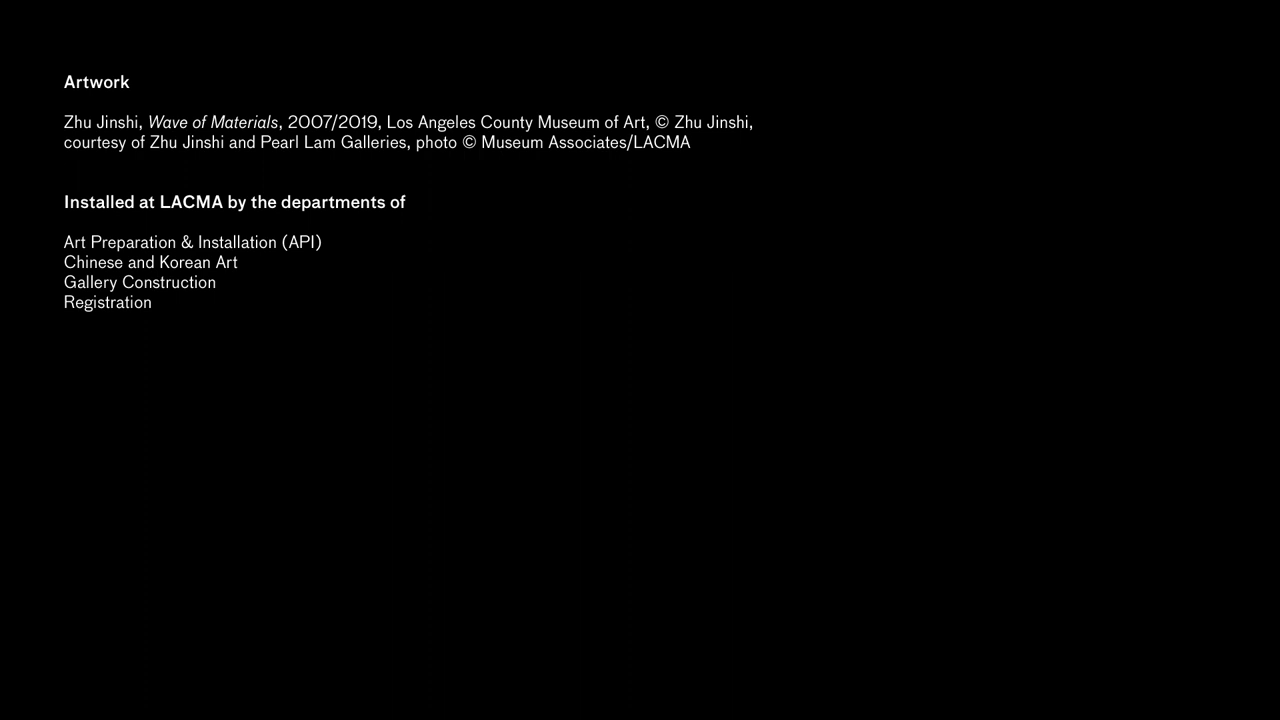 Artwork
Zhu Jinshi, Wave of Materials, 2007/2019, Los Angeles County Museum of Art, © Zhu Jinshi,
courtesy of Zhu Jinshi and Pearl Lam Galleries, photo © Museum Associates/LACMA
Installed at LACMA by the departments of
Art Preparation & Installation (API)
Chinese and Korean Art
Gallery Construction
Registration